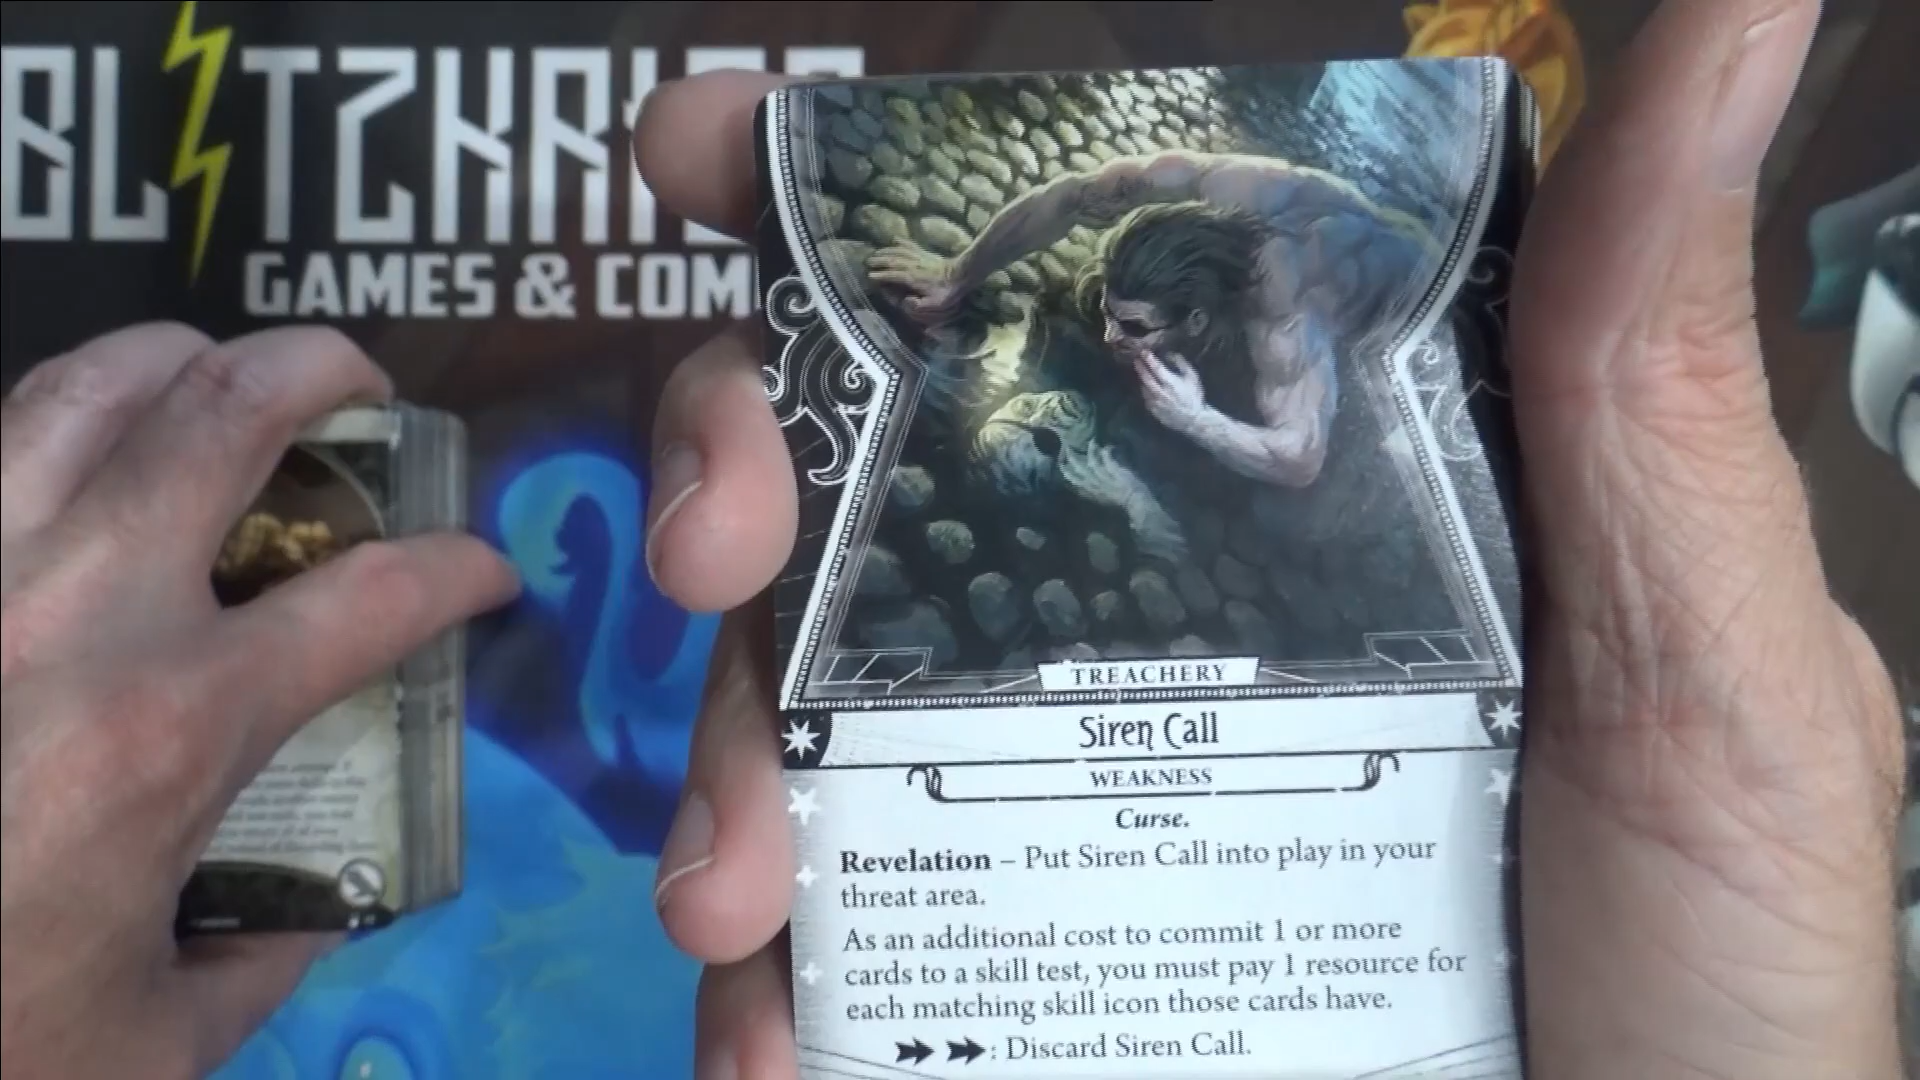 BLITZKRI
GAMES & COM
TREACHERY
Siren Call
WEAKNESS
Curse.
Revelation – Put Siren Call into play in your
threat area.
As an additional cost to commit 1 or more
cards to a skill test, you must pay 1 resource for
each matching skill icon those cards have.
: Discard Siren Call.